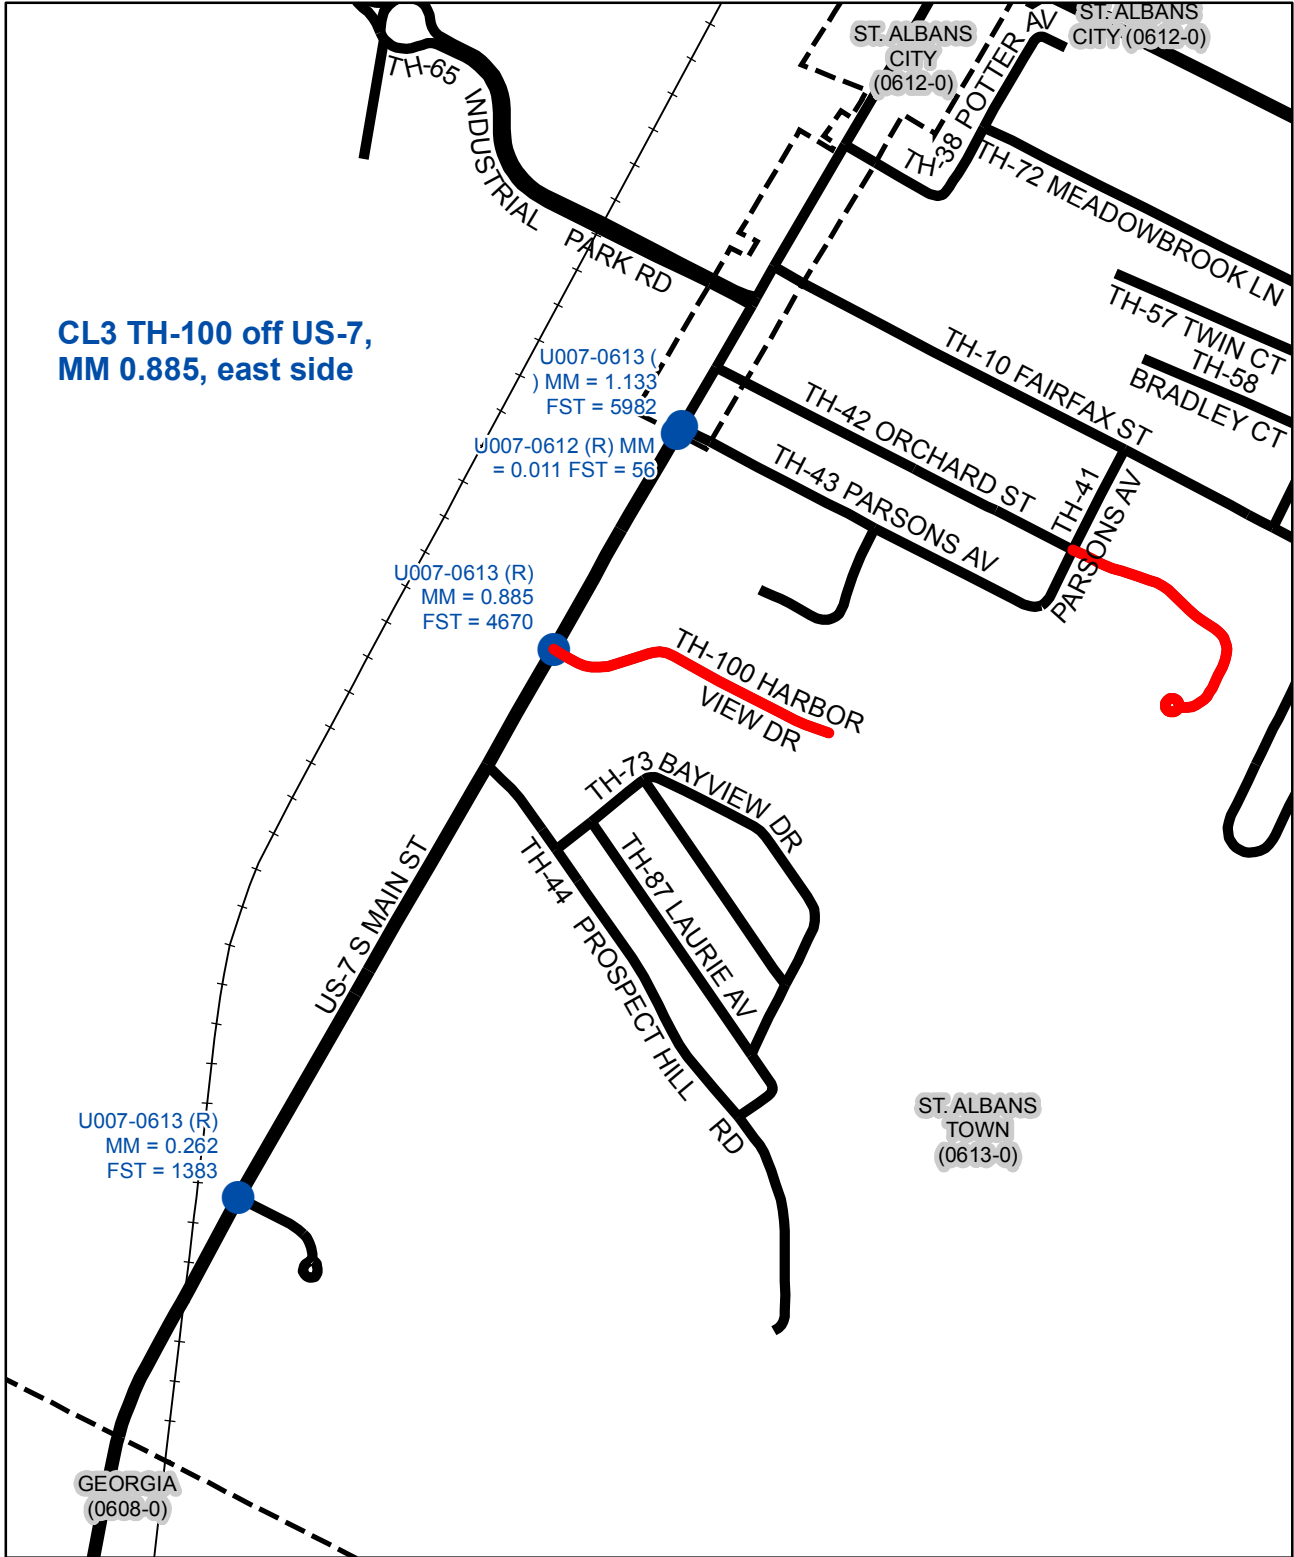 ST. ALBANS
CITY
(0612-0)
ST. ALBANS
CITY (0612-0)
TH-65 INDUSTRIAL PARK RD
TH-38 POTTER AV
TH-72 MEADOWBROOK LN
TH-57 TWIN CT
TH-58
BRADLEY CT
CL3 TH-100 off US-7,
MM 0.885, east side
U007-0613 (
) MM = 1.133
FST = 5982
TH-10 FAIRFAX ST
TH-42 ORCHARD ST
U007-0612 (R) MM
= 0.011 FST = 56
TH-43 PARSONS AV
TH-41
PARSONS AV
U007-0613 (R)
MM = 0.885
FST = 4670
TH-100 HARBOR
VIEW DR
TH-73 BAYVIEW DR
TH-87 LAURIE AV
TH-44 PROSPECT HILL RD
US-7 S MAIN ST
U007-0613 (R)
MM = 0.262
FST = 1383
ST. ALBANS
TOWN
(0613-0)
GEORGIA
(0608-0)